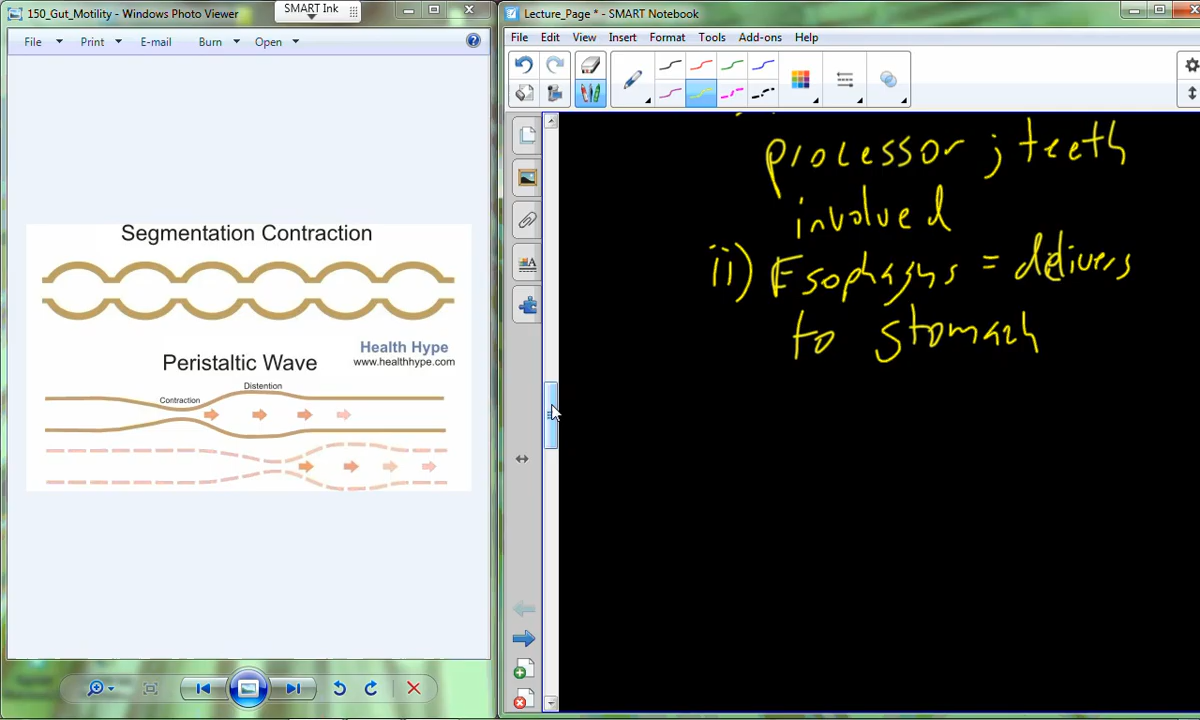 150_Gut_Motility - Windows Photo Viewer
SMART Ink
File Print E-mail Burn Open
Segmentation Contraction
Health Hype
www.healthhype.com
Peristaltic Wave
Distention
Contraction
Lecture_Page * - SMART Notebook
File Edit View Insert Format Tools Add-ons Help
processor ; teeth
involved
ii) Esophagus = delivers
to stomach